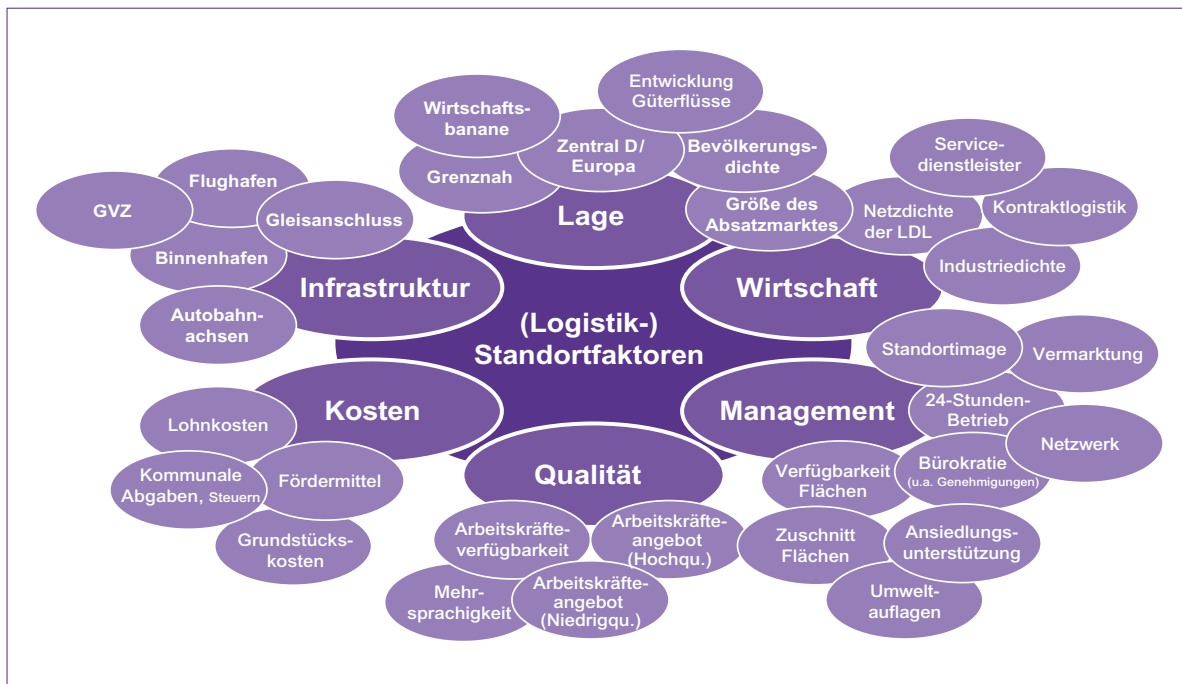 Entwicklung
Güterflüsse
Wirtschafts-
banane
Zentral D/
Europa
Bevölkerungs-
dichte
Grenznah
Lage
Größe des
Absatzmarktes
Service-
dienstleister
Netzdichte
der LDL
Kontraktlogistik
Industriedichte
Wirtschaft
Flughafen
GVZ
Gleisanschluss
Binnenhafen
Infrastruktur
Autobahn-
achsen
(Logistik-)
Standortfaktoren
Standortimage
Vermarktung
Management
24-Stunden-
Betrieb
Netzwerk
Verfügbarkeit
Flächen
Bürokratie
(u.a. Genehmigungen)
Zuschnitt
Flächen
Ansiedlungs-
unterstützung
Umwelt-
auflagen
Kosten
Lohnkosten
Kommunale
Abgaben, Steuern
Fördermittel
Grundstücks-
kosten
Qualität
Arbeitskräfte-
verfügbarkeit
Arbeitskräfte-
angebot
(Hochqu.)
Mehr-
sprachigkeit
Arbeitskräfte-
angebot
(Niedrigqu.)